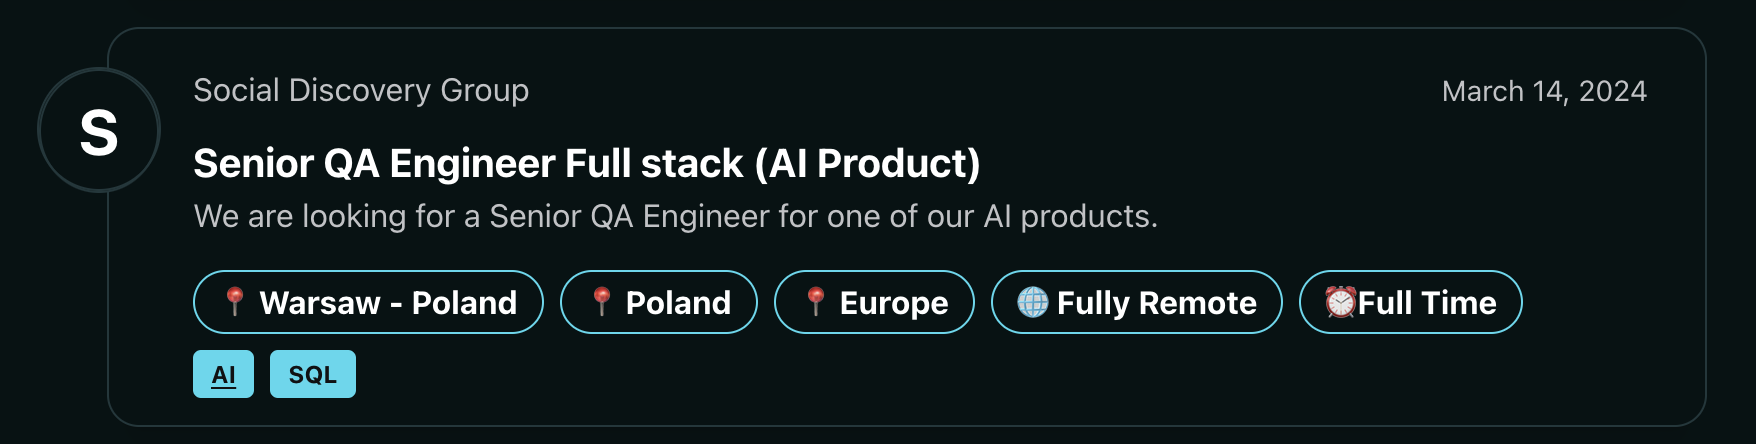 S
Social Discovery Group
March 14, 2024
Senior QA Engineer Full stack (AI Product)
We are looking for a Senior QA Engineer for one of our AI products.
📍 Warsaw - Poland 📍 Poland 📍 Europe 🌐 Fully Remote ⏰Full Time
AI SQL